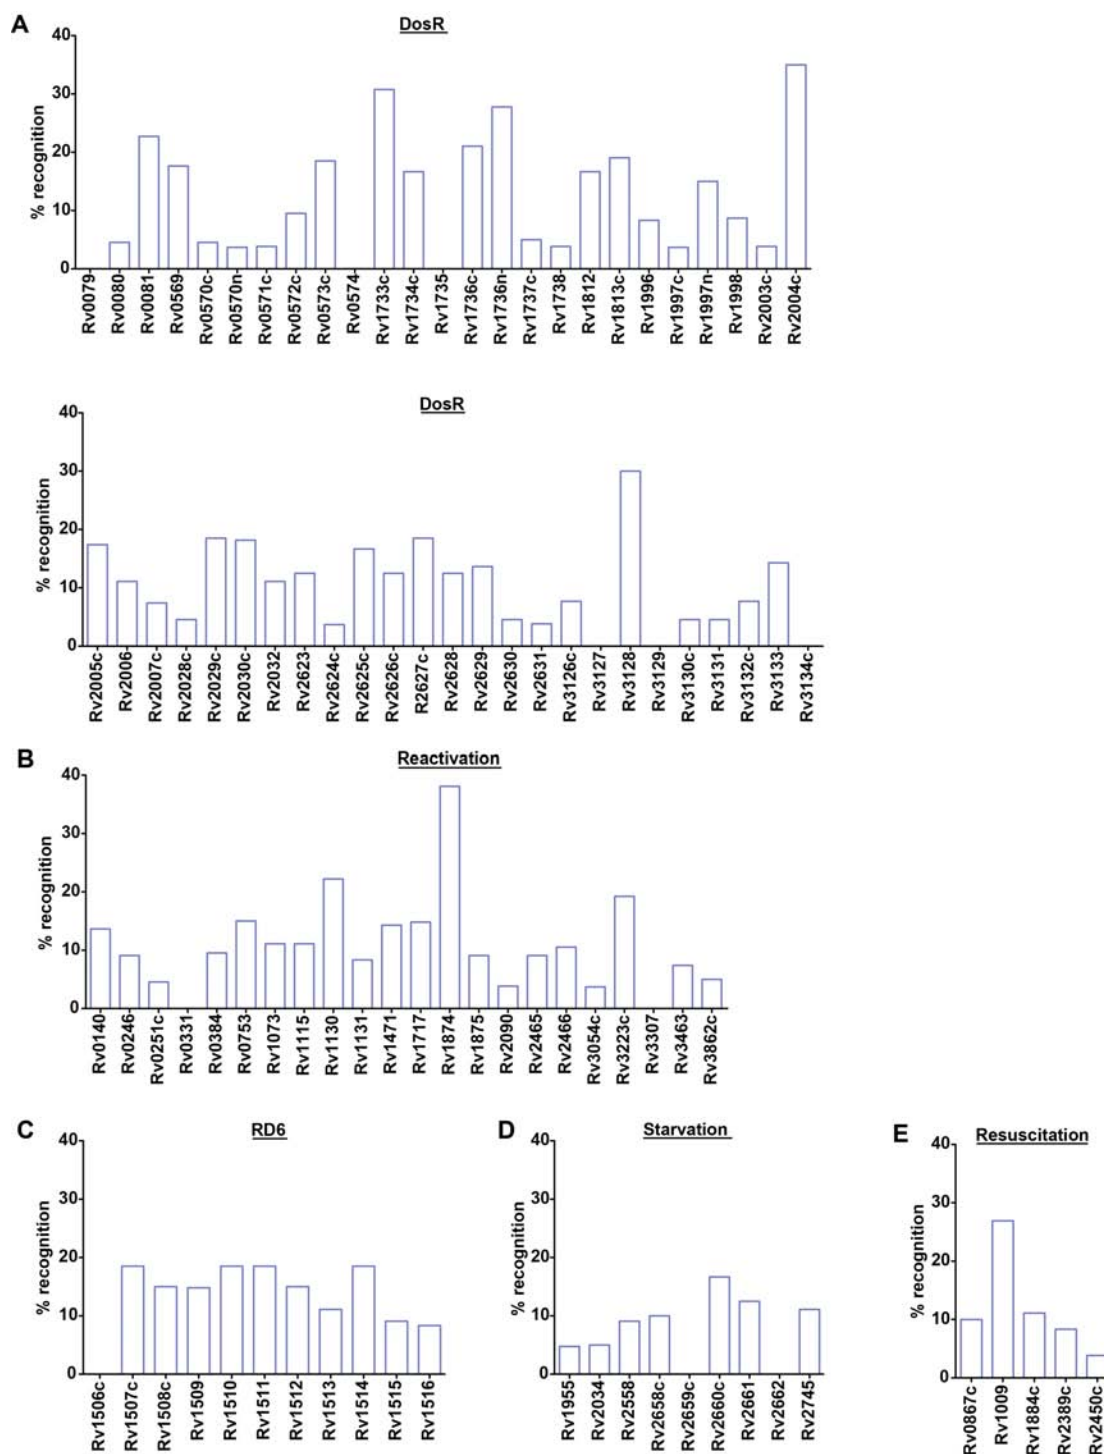 A
DosR
40
30
20
10
0
% recognition
Rv0079
Rv0080
Rv0081
Rv0569
Rv0570c
Rv0570n
Rv0571c
Rv0572c
Rv0573c
Rv0574
Rv1733c
Rv1734c
Rv1735
Rv1736c
Rv1736n
Rv1737c
Rv1738
Rv1812
Rv1813c
Rv1996
Rv1997c
Rv1997n
Rv1998
Rv2003c
Rv2004c
DosR
40
30
20
10
0
% recognition
Rv2005c
Rv2006
Rv2007c
Rv2028c
Rv2029c
Rv2030c
Rv2032
Rv2623
Rv2624c
Rv2625c
Rv2626c
R2627c
Rv2628
Rv2629
Rv2630
Rv2631
Rv3126c
Rv3127
Rv3128
Rv3129
Rv3130c
Rv3131
Rv3132c
Rv3133
Rv3134c
B
Reactivation
40
30
20
10
0
% recognition
Rv0140
Rv0246
Rv0251c
Rv0331
Rv0384
Rv0753
Rv1073
Rv1115
Rv1130
Rv1131
Rv1471
Rv1717
Rv1874
Rv1875
Rv2090
Rv2465
Rv2466
Rv3054c
Rv3223c
Rv3307
Rv3463
Rv3862c
C
RD6
40
30
20
10
0
% recognition
Rv1506c
Rv1507c
Rv1508c
Rv1509
Rv1510
Rv1511
Rv1512
Rv1513
Rv1514
Rv1515
Rv1516
D
Starvation
40
30
20
10
0
% recognition
Rv1955
Rv2034
Rv2558
Rv2658c
Rv2659c
Rv2660c
Rv2661
Rv2662
Rv2745
E
Resuscitation
40
30
20
10
0
% recognition
Rv0867c
Rv1009
Rv1884c
Rv2389c
Rv2450c